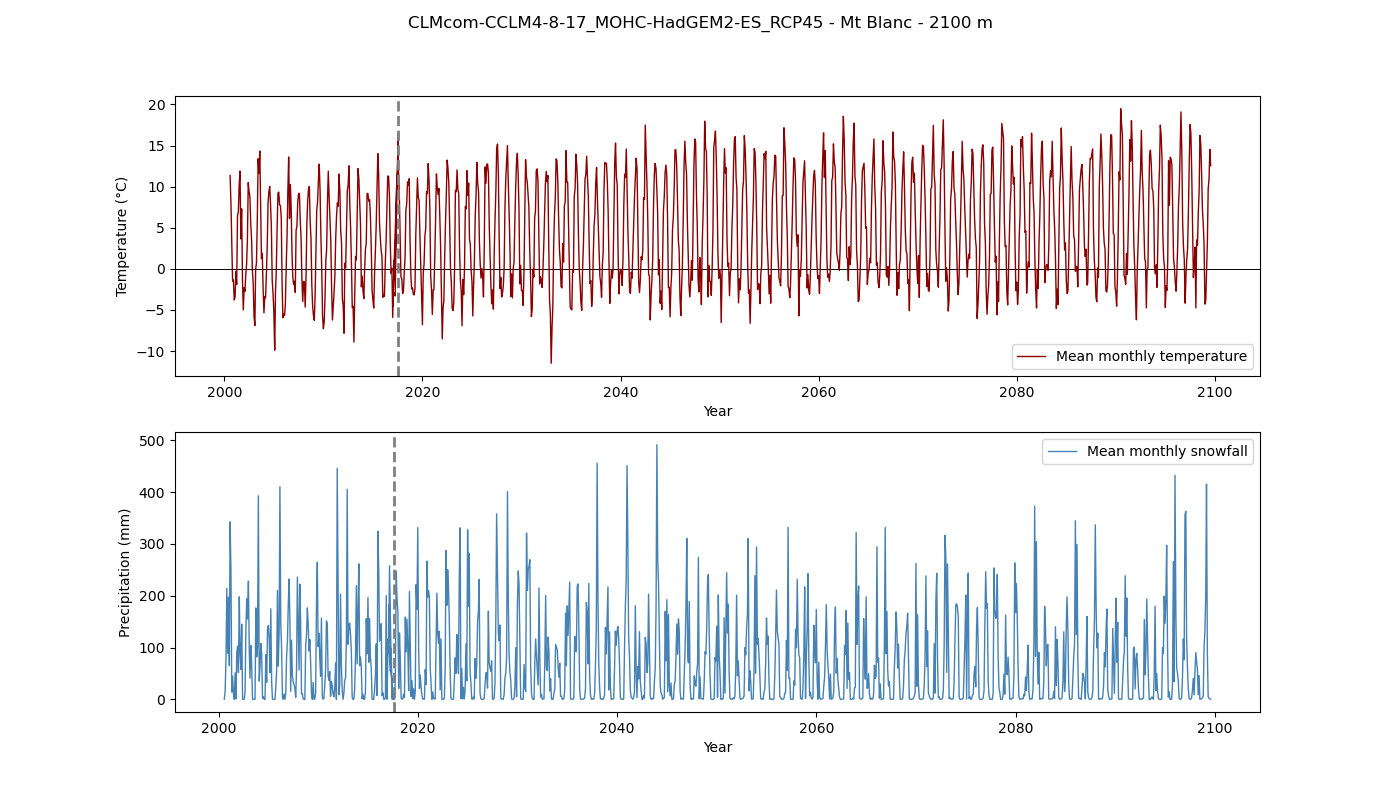 CLMcom-CCLM4-8-17_MOHC-HadGEM2-ES_RCP45 - Mt Blanc - 2100 m
Temperature (°C)
20
15
10
5
0
−5
−10
Mean monthly temperature
2000 2020 2040 2060 2080 2100
Year
Precipitation (mm)
500
400
300
200
100
0
Mean monthly snowfall
2000 2020 2040 2060 2080 2100
Year